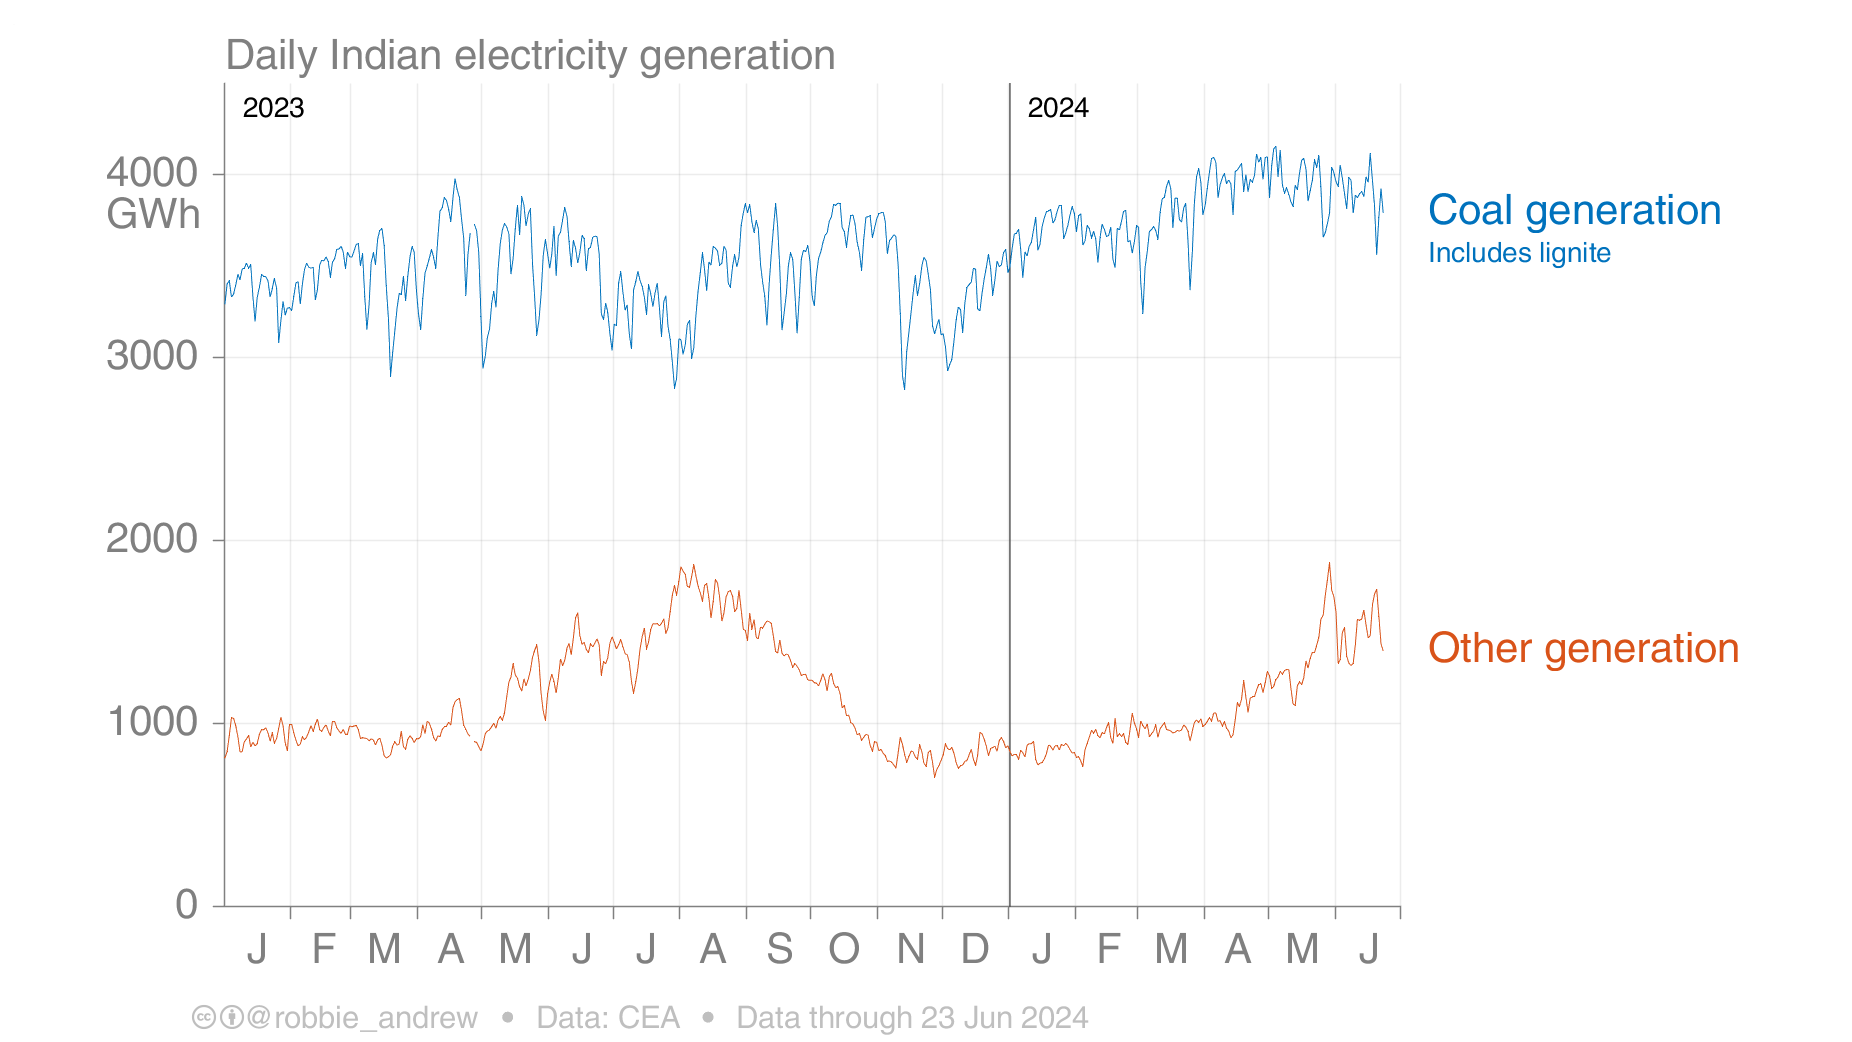 Daily Indian electricity generation
2023
2024
4000
GWh
3000
2000
1000
0
Coal generation
Includes lignite
Other generation
J F M A M J J A S O N D J F M A M J
@robbie_andrew • Data: CEA • Data through 23 Jun 2024